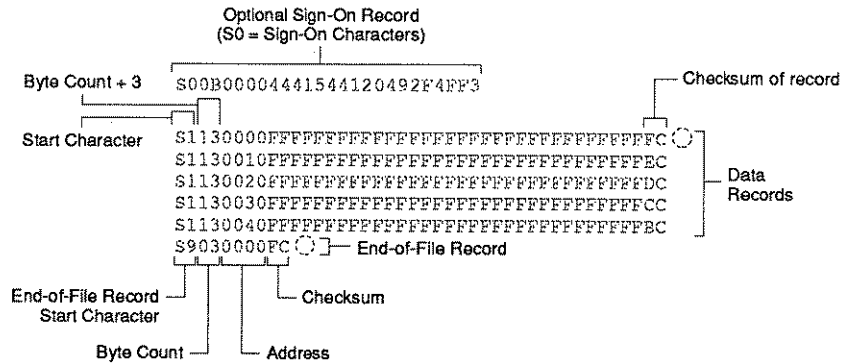 Optional Sign-On Record
(S0 = Sign-On Characters)
Byte Count + 3
S00B00004441544120492F4FF3
Checksum of record
Start Character
S1130000FFFFFFFFFFFFFFFFFFFFFFFFFFFFFFFFFC
S1130010FFFFFFFFFFFFFFFFFFFFFFFFFFFFFFFFEC
S1130020FFFFFFFFFFFFFFFFFFFFFFFFFFFFFFFFDC
S1130030FFFFFFFFFFFFFFFFFFFFFFFFFFFFFFFFCC
S1130040FFFFFFFFFFFFFFFFFFFFFFFFFFFFFFFFBC
Data
Records
S9030000FC
End-of-File Record
End-of-File Record
Start Character
Checksum
Byte Count
Address